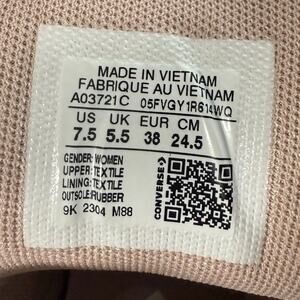 MADE IN VIETNAM
FABRIQUE AU VIETNAM
A03721C 05FVGY1R614WQ
US UK EUR CM
7.5 5.5 38 24.5
GENDER:WOMEN
UPPER:TEXTILE
LINING:TEXTILE
OUTSOLE:RUBBER
9K 2304 M88
CONVERSE